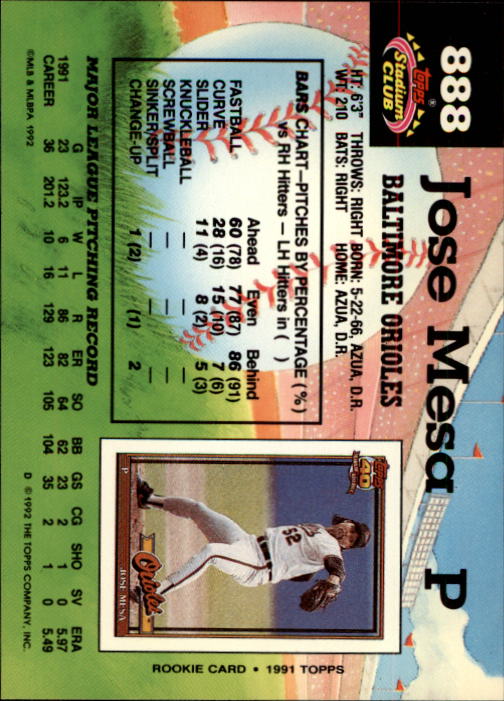 888
TOPPS
Stadium
CLUB
Jose Mesa P
BALTIMORE ORIOLES
HT: 6'3" THROWS: RIGHT BORN: 5-22-66, AZUA, D.R.
WT: 210 BATS: RIGHT HOME: AZUA, D.R.
BARS CHART—PITCHES BY PERCENTAGE (%)
vs RH Hitters — LH Hitters in ( )
Ahead Even Behind
FASTBALL 60 (78) 77 (87) 86 (91)
CURVE 28 (16) 15 (10) 7 (6)
SLIDER 11 (4) 8 (2) 5 (3)
KNUCKLEBALL — — —
SCREWBALL — — —
SINKER/SPLIT — — —
CHANGE-UP 1 (2) (1) 2
MAJOR LEAGUE PITCHING RECORD
G IP W L R ER SO BB GS CG SHO SV ERA
1991 23 123.2 6 11 86 82 64 62 23 2 1 0 5.97
CAREER 36 201.2 10 16 129 123 105 104 35 2 1 0 5.49
©MLB & MLBPA 1992
D © 1992 THE TOPPS COMPANY, INC.
Topps
40
32
Orioles
P
JOSE MESA
ROOKIE CARD • 1991 TOPPS